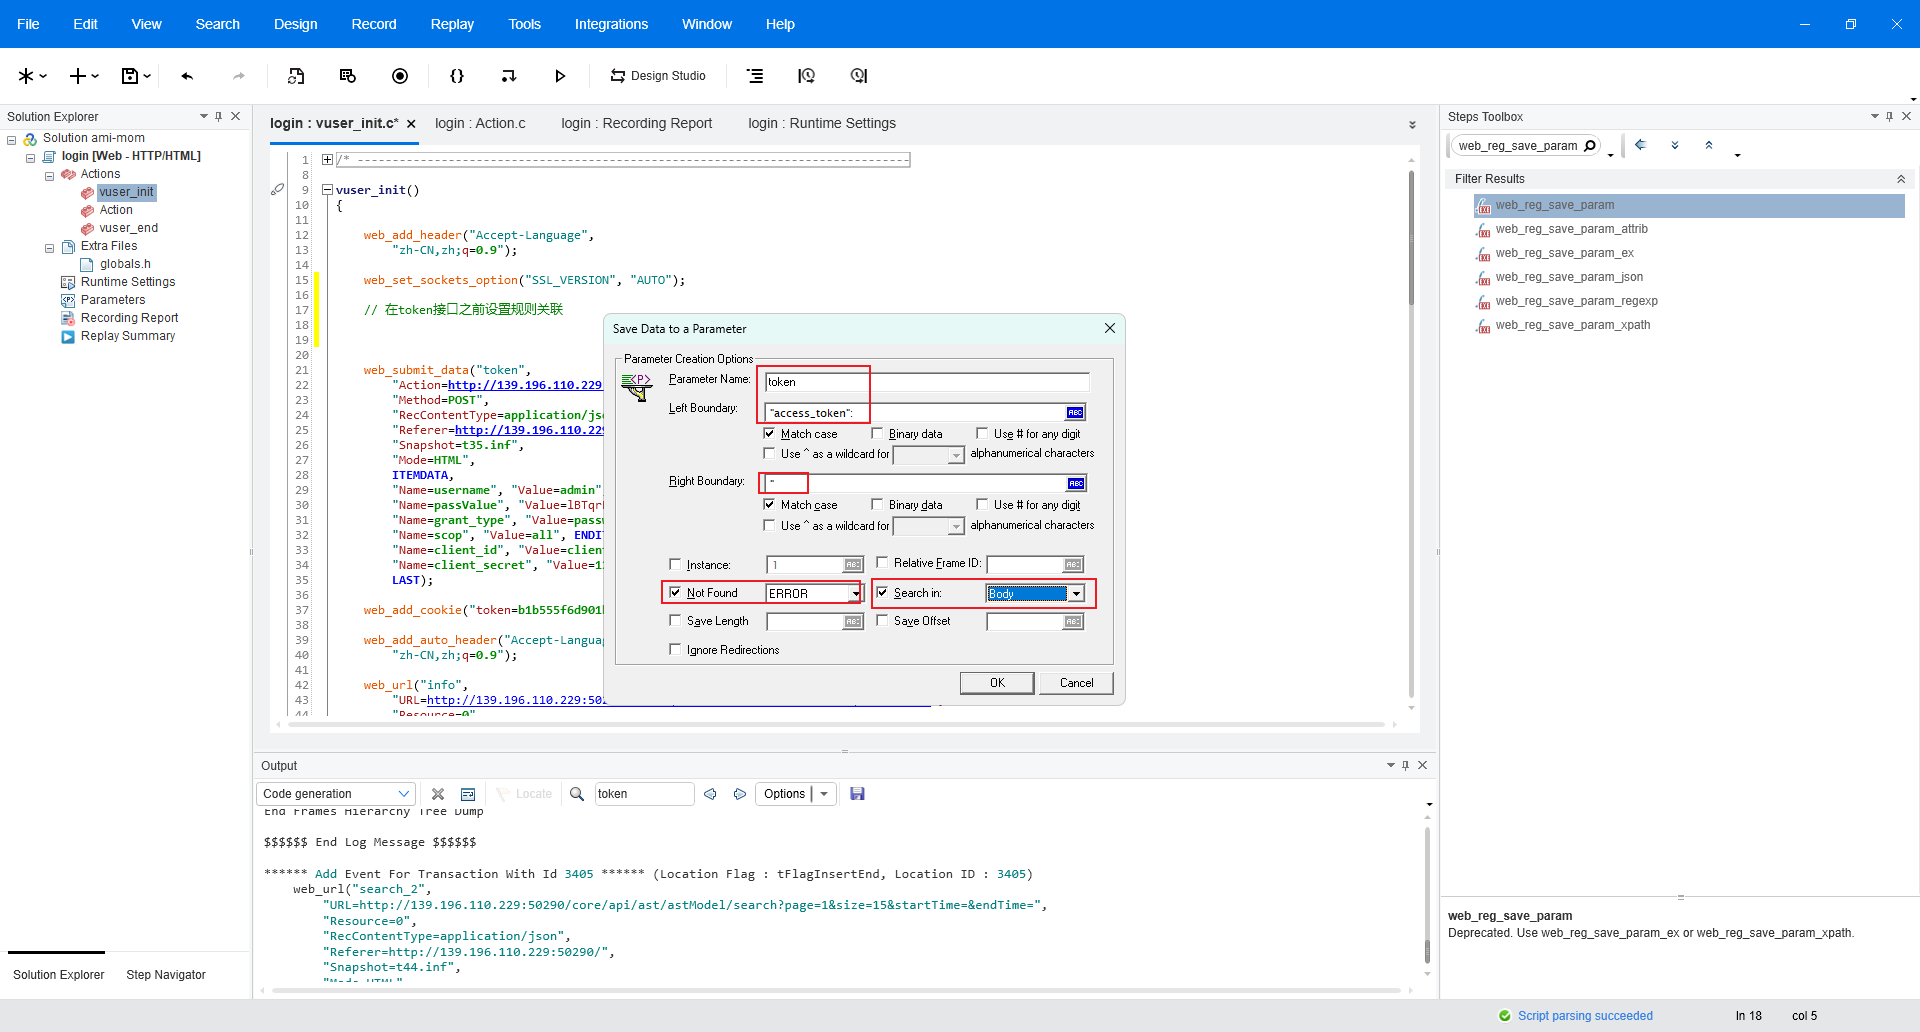 File Edit View Search Design Record Replay Tools Integrations Window Help
Design Studio
Solution Explorer
Solution ami-mom
login [Web - HTTP/HTML]
Actions
vuser_init
Action
vuser_end
Extra Files
globals.h
Runtime Settings
Parameters
Recording Report
Replay Summary
Solution Explorer Step Navigator
login : vuser_init.c* login : Action.c login : Recording Report login : Runtime Settings
1 /* --------------------------------------------------------------------------------
8
9 vuser_init()
10 {
11
12 web_add_header("Accept-Language",
13 "zh-CN,zh;q=0.9");
14
15 web_set_sockets_option("SSL_VERSION", "AUTO");
16
17 // 在token接口之前设置规则关联
18
19
20
21 web_submit_data("token",
22 "Action=http://139.196.110.229
23 "Method=POST",
24 "RecContentType=application/jso
25 "Referer=http://139.196.110.229
26 "Snapshot=t35.inf",
27 "Mode=HTML",
28 ITEMDATA,
29 "Name=username", "Value=admin",
30 "Name=passValue", "Value=lBTqrl
31 "Name=grant_type", "Value=passw
32 "Name=scop", "Value=all", ENDIT
33 "Name=client_id", "Value=client
34 "Name=client_secret", "Value=12
35 LAST);
36
37 web_add_cookie("token=b1b555f6d901
38
39 web_add_auto_header("Accept-Languag
40 "zh-CN,zh;q=0.9");
41
42 web_url("info",
43 "URL=http://139.196.110.229:502
44 "Resource=0"
Save Data to a Parameter
Parameter Creation Options
Parameter Name: token
Left Boundary: "access_token": ABC
Match case Binary data Use # for any digit
Use ^ as a wildcard for alphanumerical characters
Right Boundary: " ABC
Match case Binary data Use # for any digit
Use ^ as a wildcard for alphanumerical characters
Instance: 1 Relative Frame ID:
Not Found ERROR Search in: Body
Save Length Save Offset
Ignore Redirections
OK Cancel
Output
Code generation Locate token Options
End Frames Hierarchy Tree Dump
$$$$$$ End Log Message $$$$$$
****** Add Event For Transaction With Id 3405 ****** (Location Flag : tFlagInsertEnd, Location ID : 3405)
web_url("search_2",
"URL=http://139.196.110.229:50290/core/api/ast/astModel/search?page=1&size=15&startTime=&endTime=",
"Resource=0",
"RecContentType=application/json",
"Referer=http://139.196.110.229:50290/",
"Snapshot=t44.inf",
"Mode=HTML"
Steps Toolbox
web_reg_save_param
Filter Results
web_reg_save_param
web_reg_save_param_attrib
web_reg_save_param_ex
web_reg_save_param_json
web_reg_save_param_regexp
web_reg_save_param_xpath
web_reg_save_param
Deprecated. Use web_reg_save_param_ex or web_reg_save_param_xpath.
Script parsing succeeded ln 18 col 5